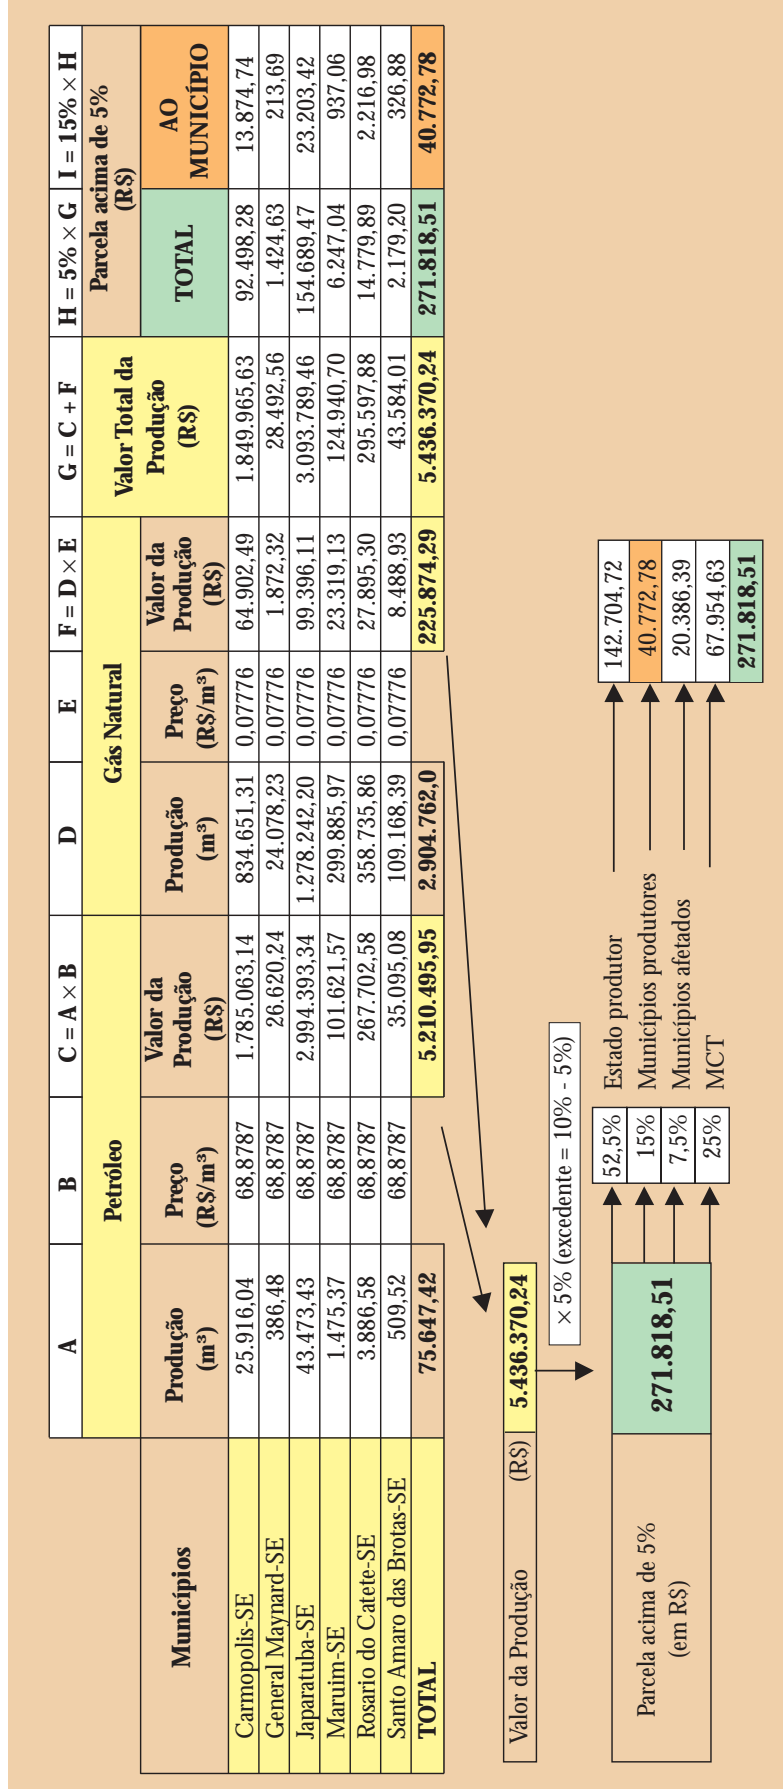 A B C = A × B D E F = D × E G = C + F H = 5% × G I = 15% × H
Petróleo Gás Natural Valor Total da Produção (R$) Parcela acima de 5% (R$)
Municípios Produção (m³) Preço (R$/m³) Valor da Produção (R$) Produção (m³) Preço (R$/m³) Valor da Produção (R$) TOTAL AO MUNICÍPIO
Carmopolis-SE 25.916,04 68,8787 1.785.063,14 834.651,31 0,07776 64.902,49 1.849.965,63 92.498,28 13.874,74
General Maynard-SE 386,48 68,8787 26.620,24 24.078,23 0,07776 1.872,32 28.492,56 1.424,63 213,69
Japaratuba-SE 43.473,43 68,8787 2.994.393,34 1.278.242,20 0,07776 99.396,11 3.093.789,46 154.689,47 23.203,42
Maruim-SE 1.475,37 68,8787 101.621,57 299.885,97 0,07776 23.319,13 124.940,70 6.247,04 937,06
Rosario do Catete-SE 3.886,58 68,8787 267.702,58 358.735,86 0,07776 27.895,30 295.597,88 14.779,89 2.216,98
Santo Amaro das Brotas-SE 509,52 68,8787 35.095,08 109.168,39 0,07776 8.488,93 43.584,01 2.179,20 326,88
TOTAL 75.647,42 5.210.495,95 2.904.762,0 225.874,29 5.436.370,24 271.818,51 40.772,78
Valor da Produção (R$) 5.436.370,24
× 5% (excedente = 10% - 5%)
Parcela acima de 5%
(em R$)
271.818,51
52,5% Estado produtor 142.704,72
15% Municípios produtores 40.772,78
7,5% Municípios afetados 20.386,39
25% MCT 67.954,63
271.818,51